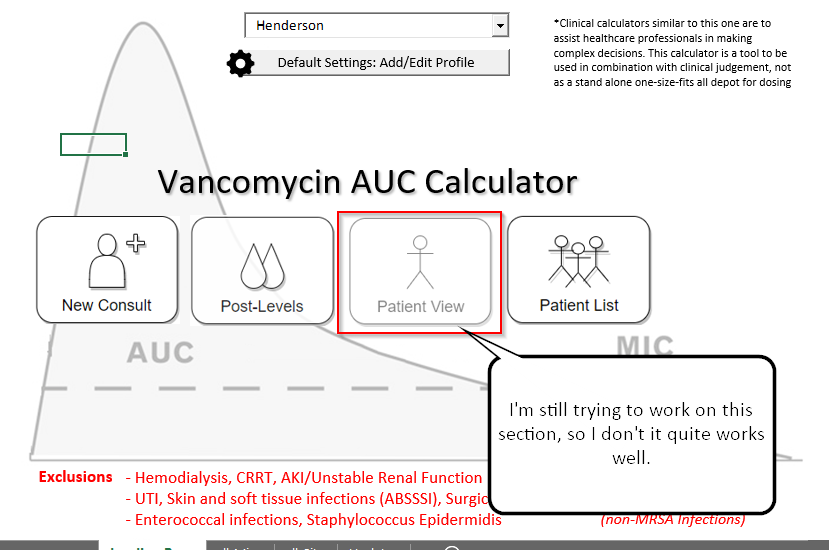 Henderson
Default Settings: Add/Edit Profile
*Clinical calculators similar to this one are to
assist healthcare professionals in making
complex decisions. This calculator is a tool to be
used in combination with clinical judgement, not
as a stand alone one-size-fits all depot for dosing
Vancomycin AUC Calculator
New Consult
Post-Levels
Patient View
Patient List
AUC
MIC
I'm still trying to work on this
section, so I don't it quite works
well.
Exclusions
- Hemodialysis, CRRT, AKI/Unstable Renal Function
- UTI, Skin and soft tissue infections (ABSSSI),
- Enterococcal infections, Staphylococcus Epidermidis
(non-MRSA Infections)